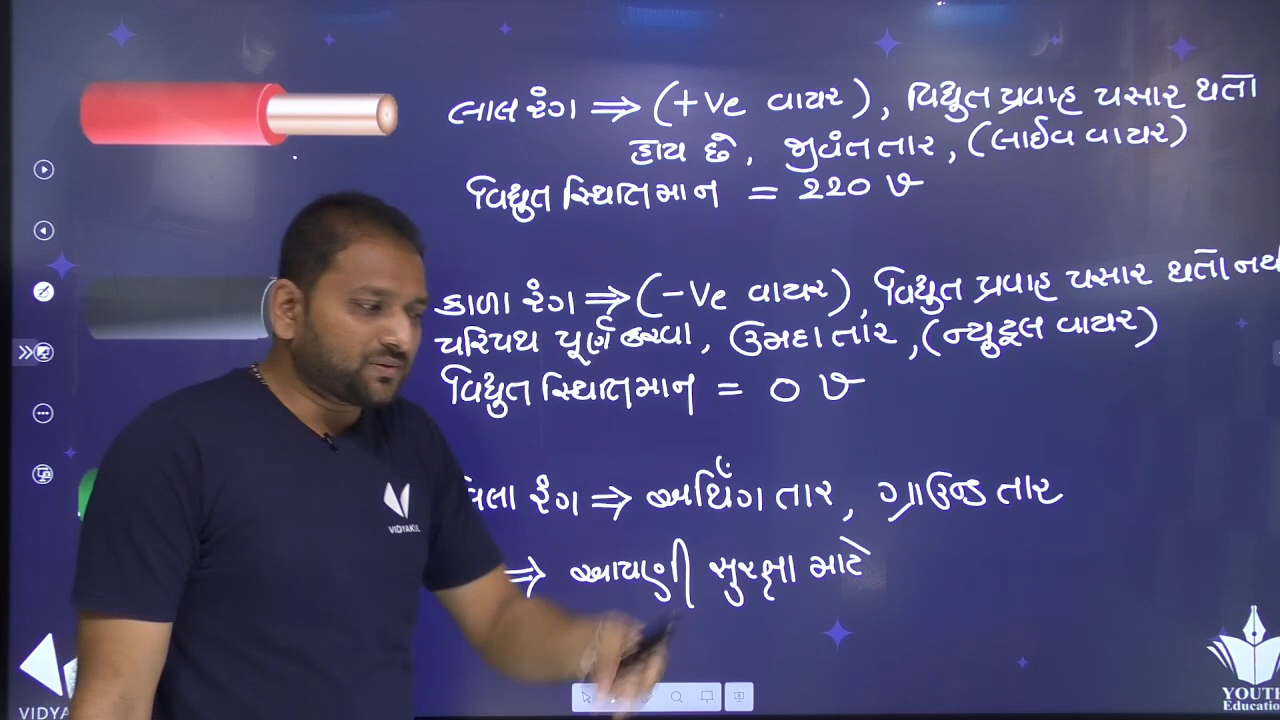 લાલ રંગ ⇒ (+ve વાયર), વિદ્યુત પ્રવાહ પસાર થતો
હોય છે, જીવંત તાર, (લાઈવ વાયર)
વિદ્યુત સ્થિતિમાન = 220 V
કાળા રંગ ⇒ (-ve વાયર), વિદ્યુત પ્રવાહ પસાર થતો
પરિપથ પૂર્ણ કરવા, ઉમદા તાર, (ન્યુટ્રલ વાયર)
વિદ્યુત સ્થિતિમાન = 0 V
રંગ ⇒ અર્થિંગ તાર, ગ્રાઉન્ડ તાર
⇒ આપણી સુરક્ષા માટે
VIDYAKUL
YOUTH
Education